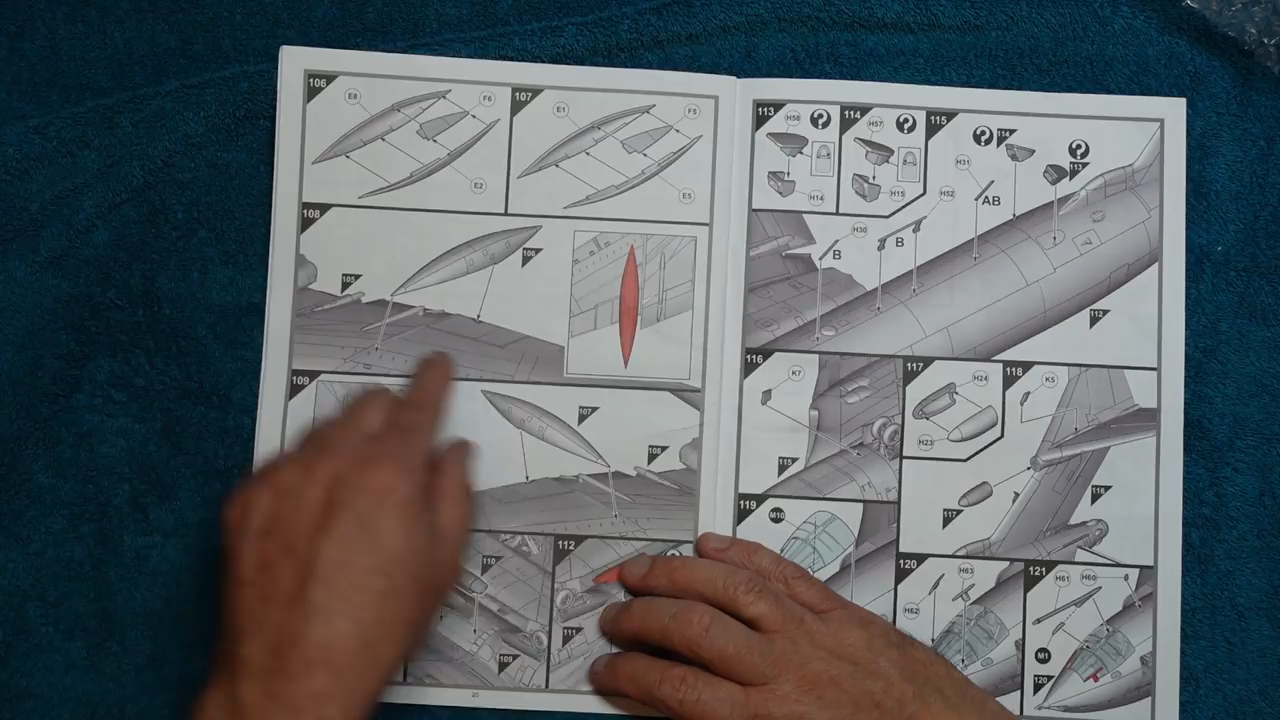 106
E8
F6
E2
107
E1
F5
E5
108
105
106
109
107
108
110
109
112
111
20
113
H58
?
H14
114
H57
?
H15
115
?
114
?
113
H31
AB
H52
B
H30
B
112
116
K7
115
117
H24
H23
118
K5
116
117
119
M10
120
H63
H62
121
H61
H60
M1
120